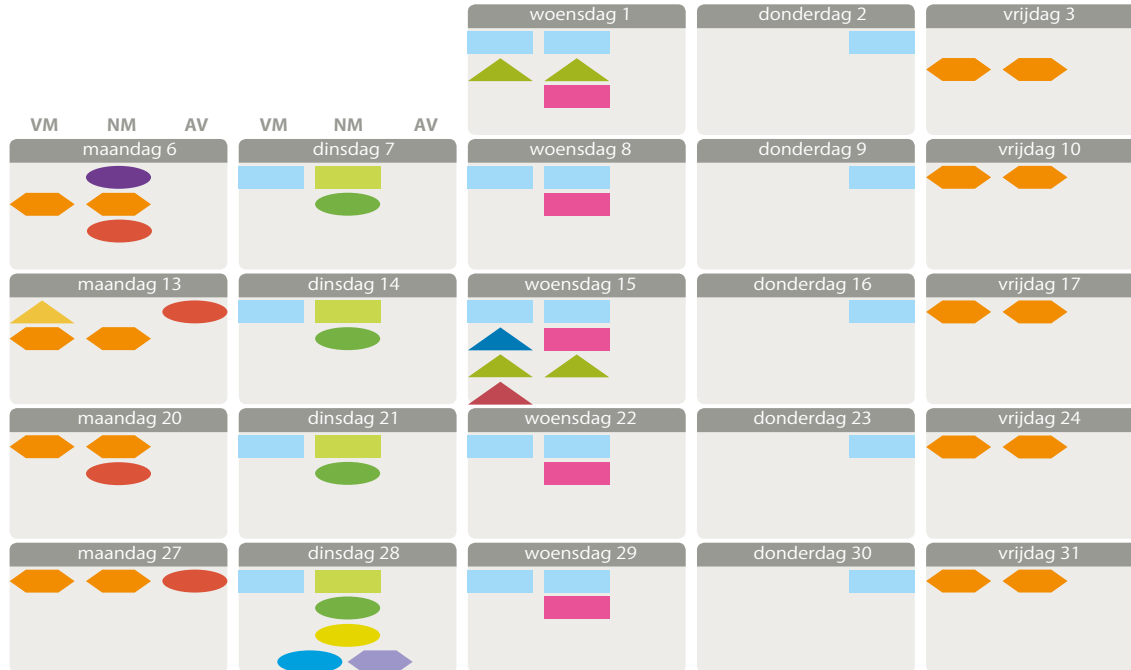 woensdag 1 donderdag 2 vrijdag 3
VM NM AV VM NM AV
maandag 6 dinsdag 7 woensdag 8 donderdag 9 vrijdag 10
maandag 13 dinsdag 14 woensdag 15 donderdag 16 vrijdag 17
maandag 20 dinsdag 21 woensdag 22 donderdag 23 vrijdag 24
maandag 27 dinsdag 28 woensdag 29 donderdag 30 vrijdag 31